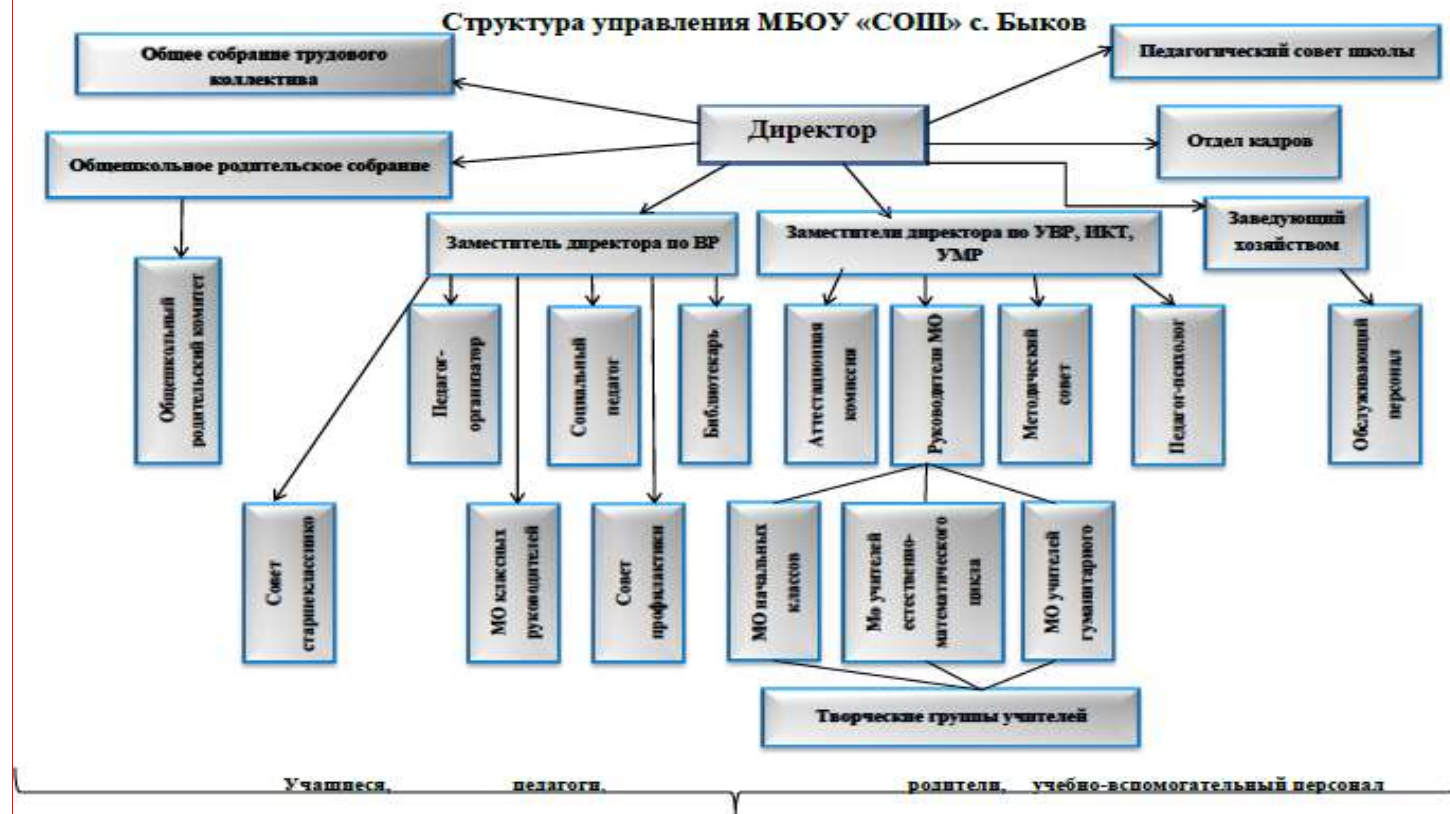 Структура управления МБОУ «СОШ» с. Быков
Общее собрание трудового
коллектива
Педагогический совет школы
Директор
Отдел кадров
Общешкольное родительское собрание
Заведующий
хозяйством
Заместитель директора по ВР
Заместители директора по УВР, ИКТ,
УМР
Общешкольный
родительский комитет
Педагог-
организатор
Социальный
педагог
Библиотекарь
Аттестационная
комиссия
Руководители МО
Методический
совет
Педагог-психолог
Обслуживающий
персонал
Совет
старшекласснико
МО классных
руководителей
Совет
профилактики
МО начальных
классов
Мо учителей
естественно-
математического
цикла
МО учителей
гуманитарного
Творческие группы учителей
Учащиеся, педагоги, родители, учебно-вспомогательный персонал